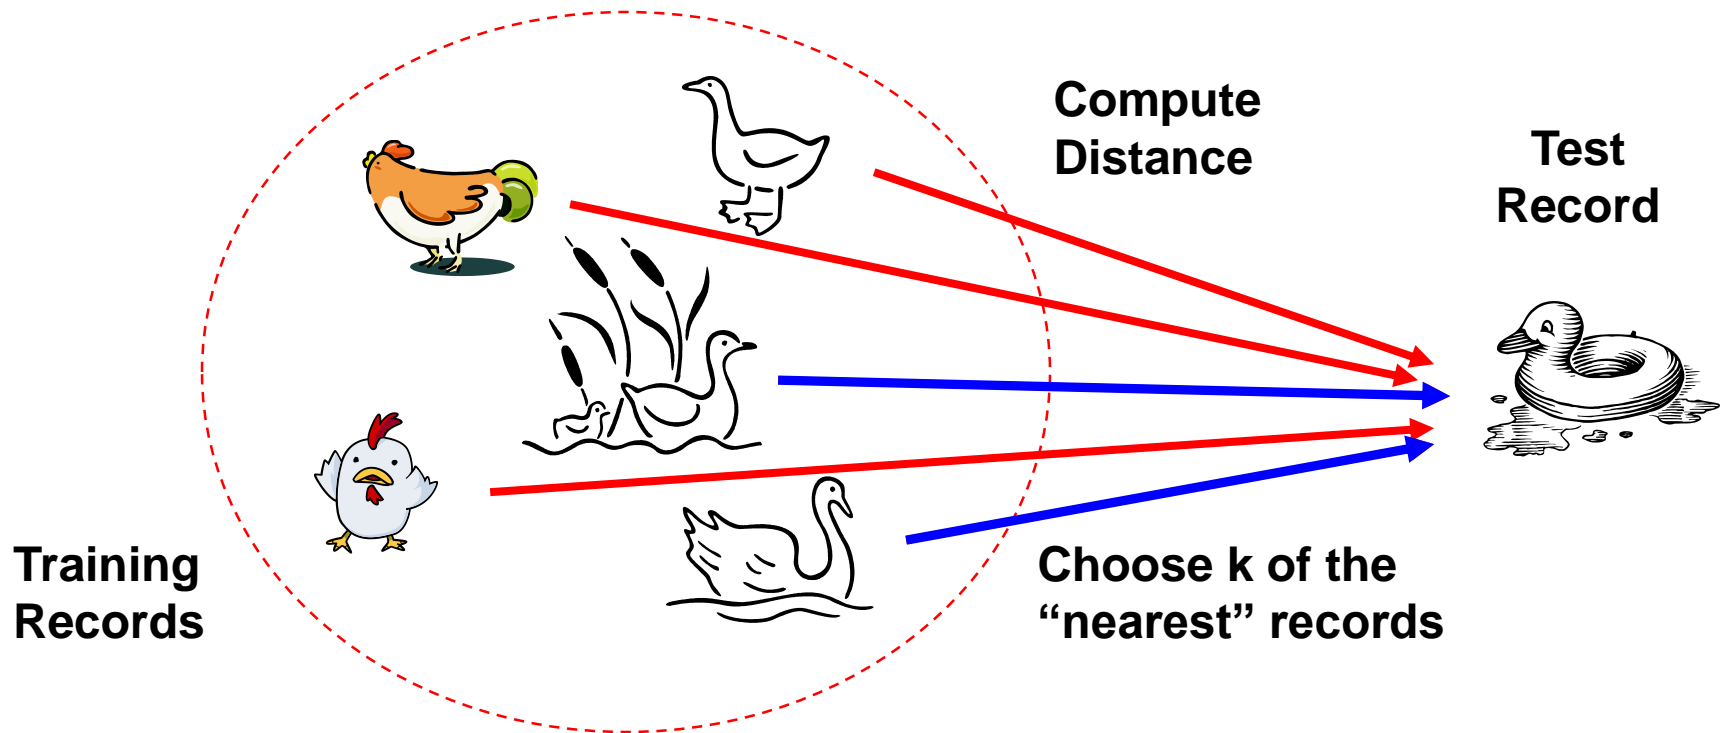 Compute
Distance
Test
Record
Training
Records
Choose k of the
“nearest” records